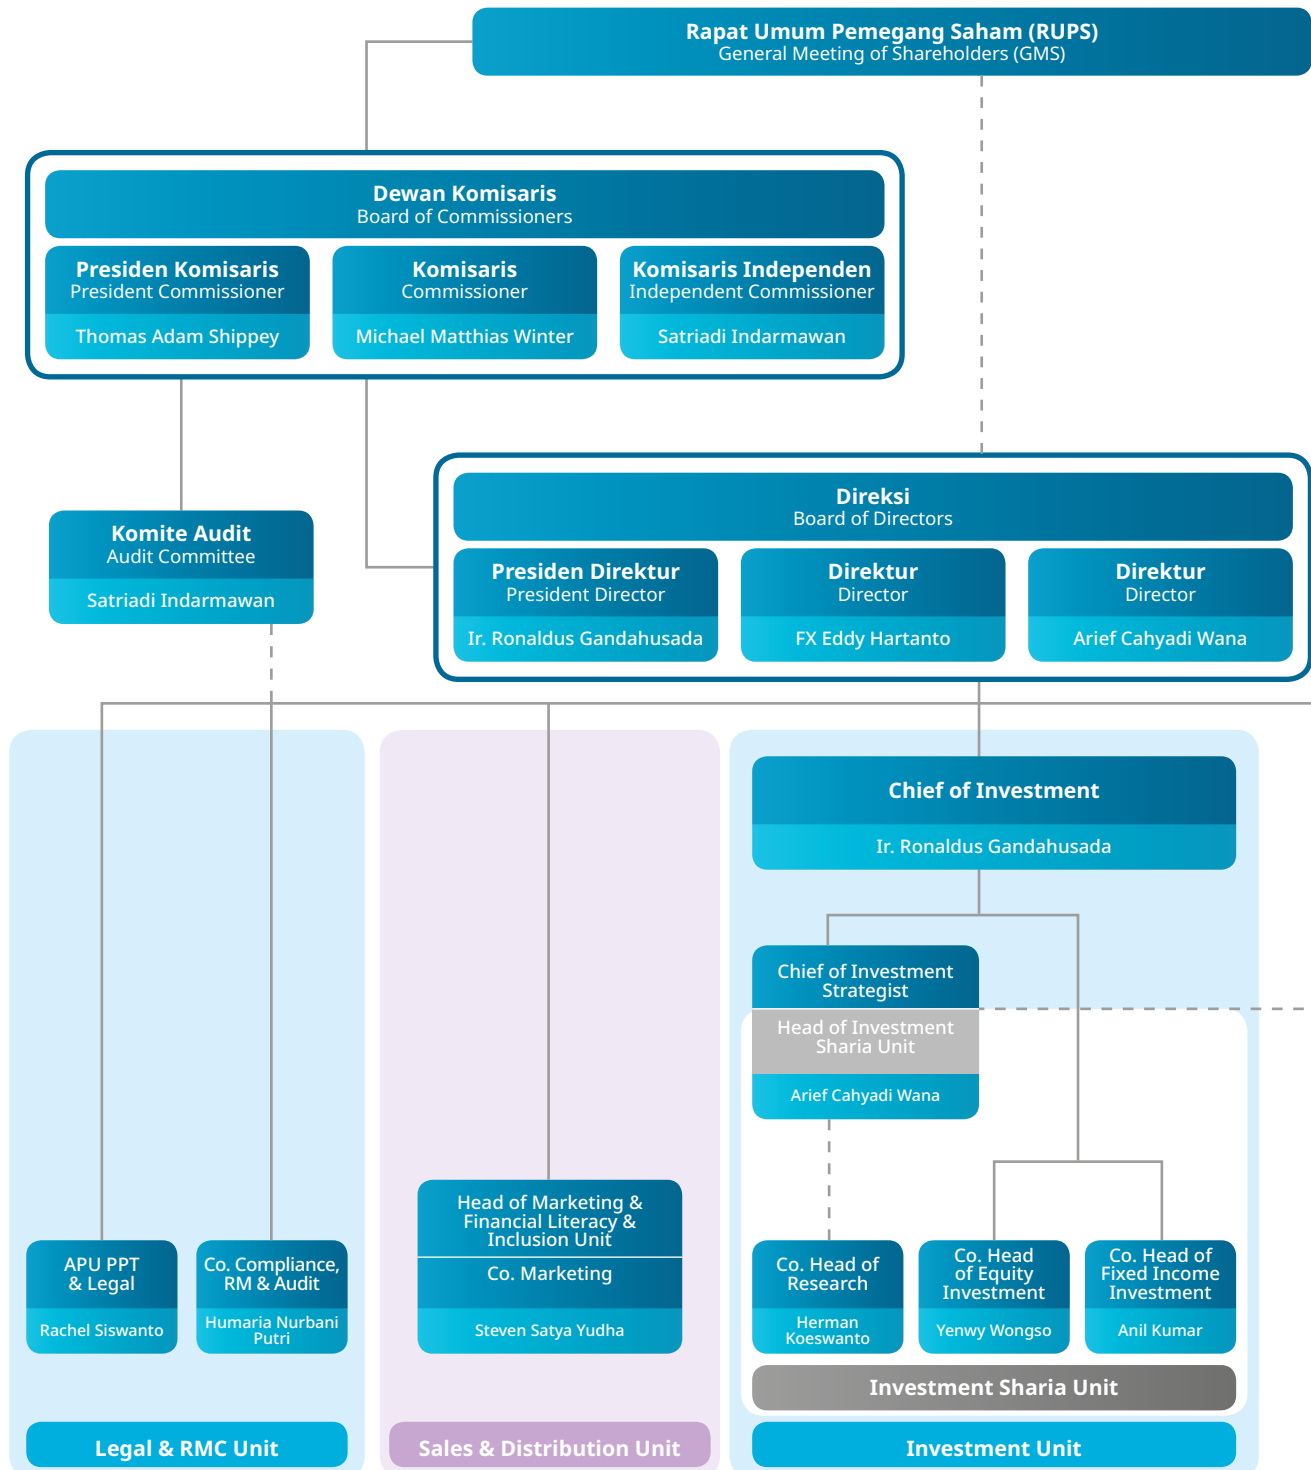 Rapat Umum Pemegang Saham (RUPS)
General Meeting of Shareholders (GMS)
Dewan Komisaris
Board of Commissioners
Presiden Komisaris
President Commissioner
Thomas Adam Shippey
Komisaris
Commissioner
Michael Matthias Winter
Komisaris Independen
Independent Commissioner
Satriadi Indarmawan
Direksi
Board of Directors
Komite Audit
Audit Committee
Satriadi Indarmawan
Presiden Direktur
President Director
Ir. Ronaldus Gandahusada
Direktur
Director
FX Eddy Hartanto
Direktur
Director
Arief Cahyadi Wana
Chief of Investment
Ir. Ronaldus Gandahusada
Chief of Investment
Strategist
Head of Investment
Sharia Unit
Arief Cahyadi Wana
APU PPT
& Legal
Rachel Siswanto
Co. Compliance,
RM & Audit
Humaria Nurbani
Putri
Head of Marketing &
Financial Literacy &
Inclusion Unit
Co. Marketing
Steven Satya Yudha
Co. Head of
Research
Herman
Koeswanto
Co. Head
of Equity
Investment
Yenwy Wongso
Co. Head of
Fixed Income
Investment
Anil Kumar
Investment Sharia Unit
Legal & RMC Unit
Sales & Distribution Unit
Investment Unit